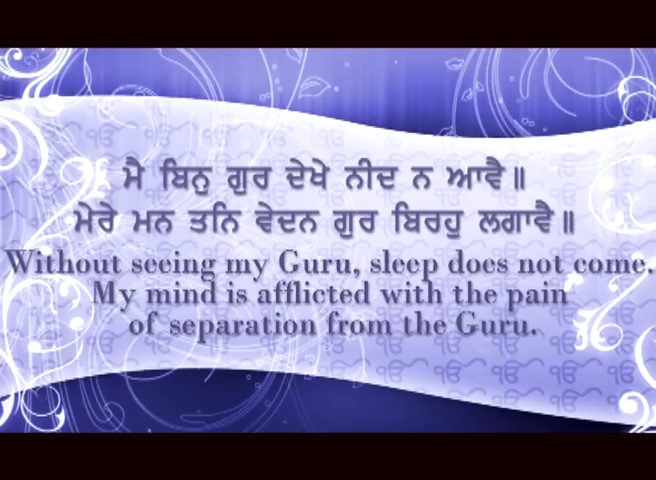 ਮੈ ਬਿਨੁ ਗੁਰ ਦੇਖੇ ਨੀਦ ਨ ਆਵੈ॥
ਮੇਰੇ ਮਨ ਤਨਿ ਵੇਦਨ ਗੁਰ ਬਿਰਹੁ ਲਗਾਵੈ॥
Without seeing my Guru, sleep does not come.
My mind is afflicted with the pain
of separation from the Guru.